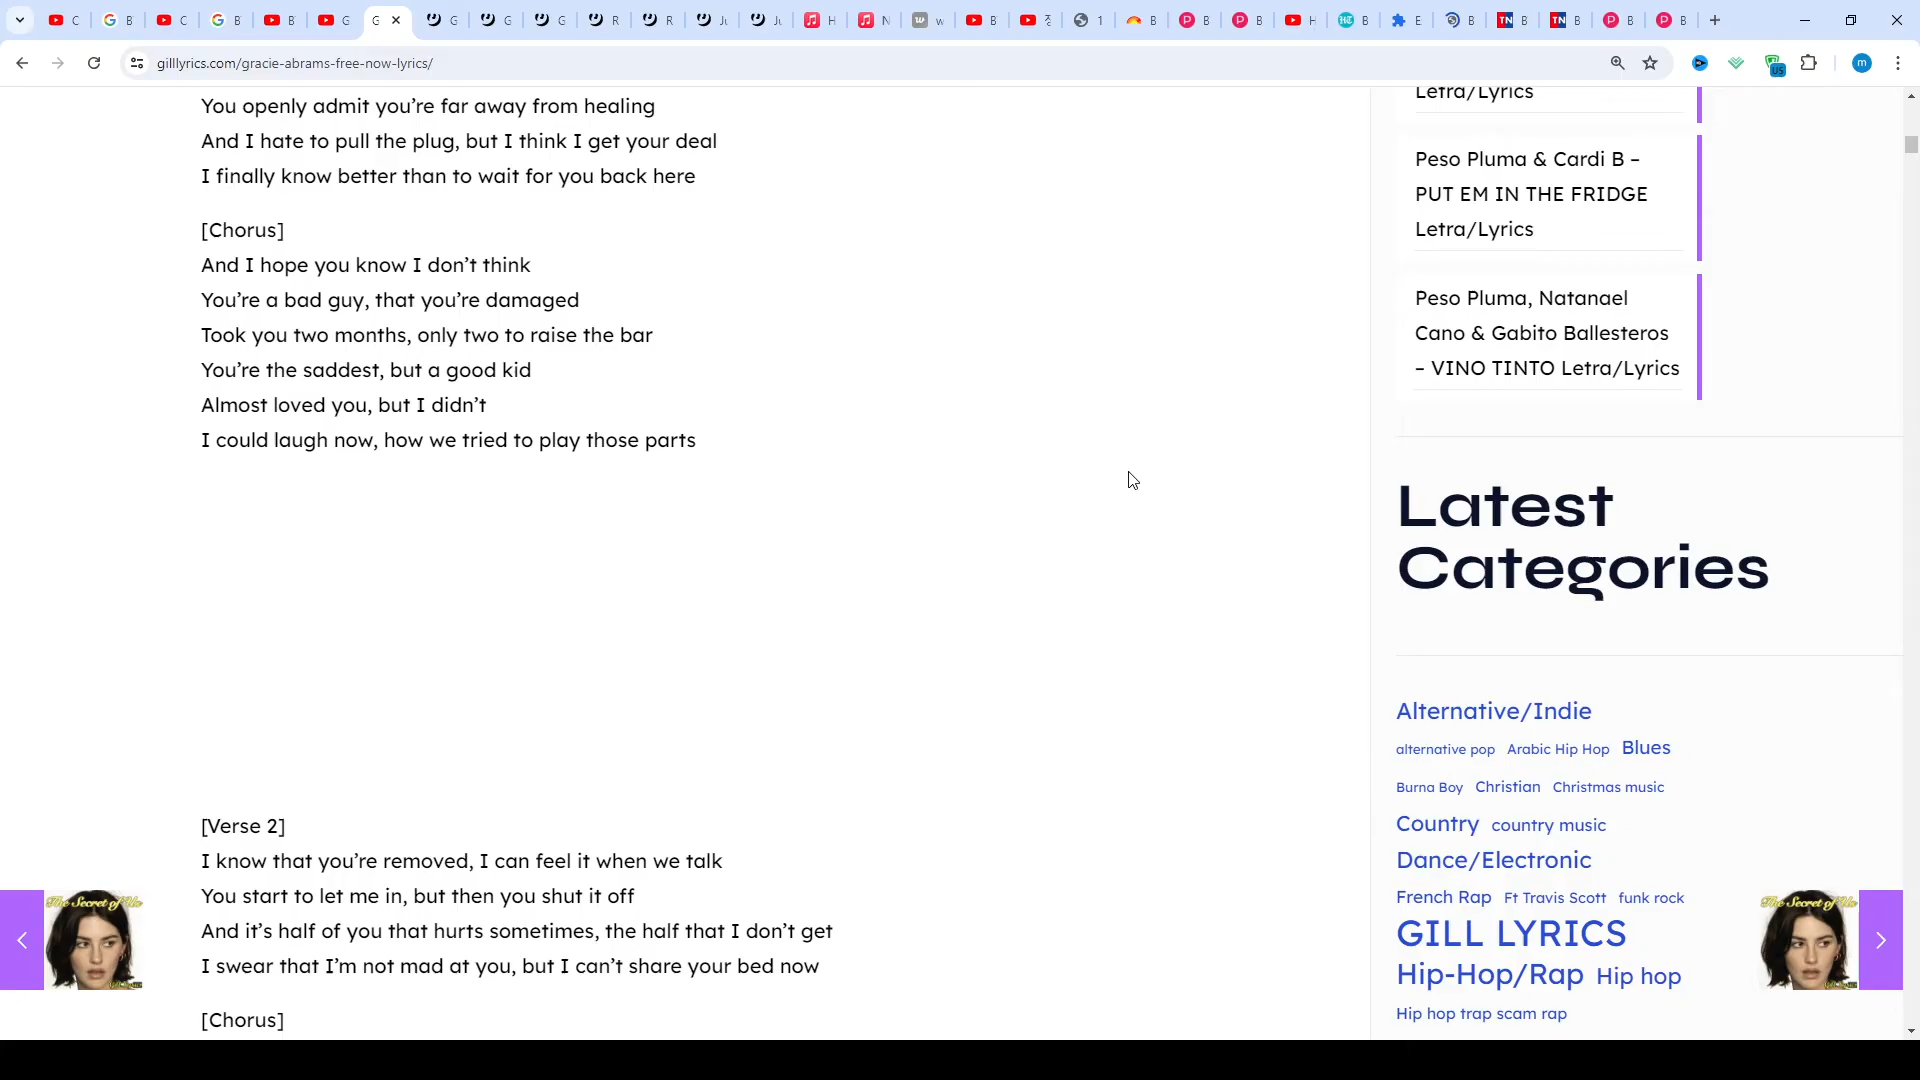 gilllyrics.com/gracie-abrams-free-now-lyrics/
You openly admit you’re far away from healing
And I hate to pull the plug, but I think I get your deal
I finally know better than to wait for you back here
[Chorus]
And I hope you know I don’t think
You’re a bad guy, that you’re damaged
Took you two months, only two to raise the bar
You’re the saddest, but a good kid
Almost loved you, but I didn’t
I could laugh now, how we tried to play those parts
[Verse 2]
I know that you’re removed, I can feel it when we talk
You start to let me in, but then you shut it off
And it’s half of you that hurts sometimes, the half that I don’t get
I swear that I’m not mad at you, but I can’t share your bed now
[Chorus]
Letra/Lyrics
Peso Pluma & Cardi B –
PUT EM IN THE FRIDGE
Letra/Lyrics
Peso Pluma, Natanael
Cano & Gabito Ballesteros
– VINO TINTO Letra/Lyrics
Latest
Categories
Alternative/Indie
alternative pop Arabic Hip Hop Blues
Burna Boy Christian Christmas music
Country country music
Dance/Electronic
French Rap Ft Travis Scott funk rock
GILL LYRICS
Hip-Hop/Rap Hip hop
Hip hop trap scam rap
The Secret of Us
The Secret of Us